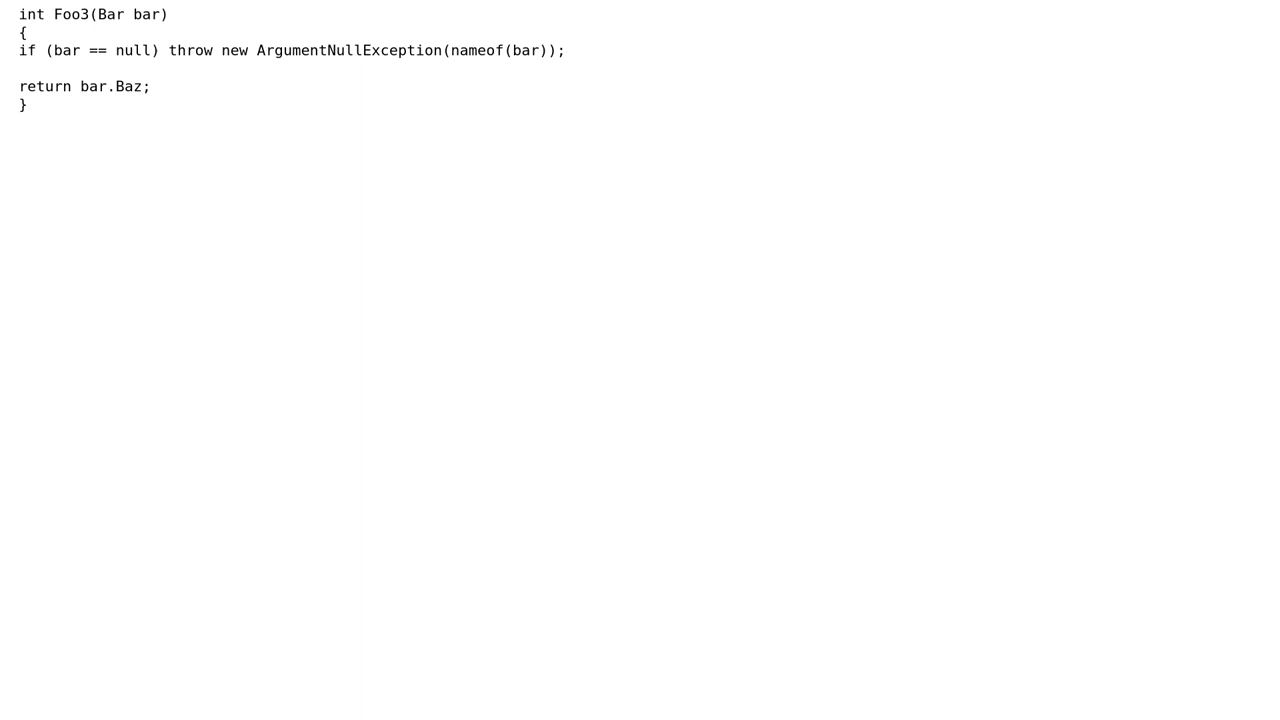 int Foo3(Bar bar)
{
if (bar == null) throw new ArgumentNullException(nameof(bar));

return bar.Baz;
}